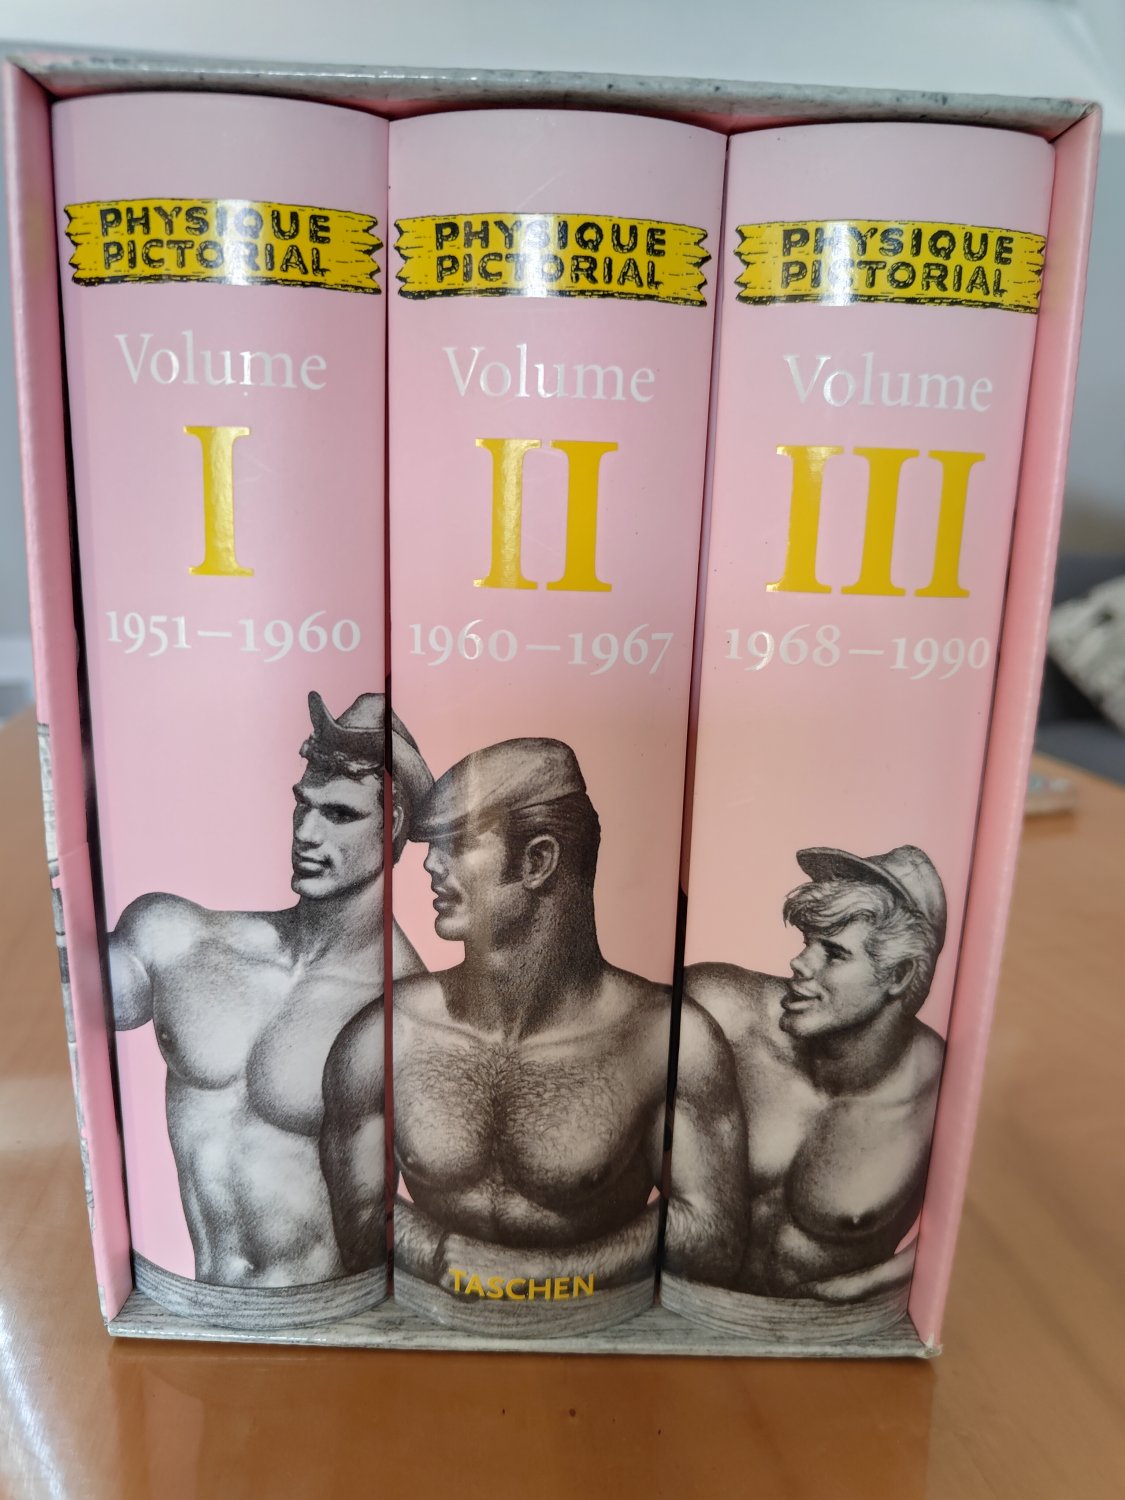 PHYSIQUE
PICTORIAL
Volume
I
1951–1960
PHYSIQUE
PICTORIAL
Volume
II
1960–1967
TASCHEN
PHYSIQUE
PICTORIAL
Volume
III
1968–1990